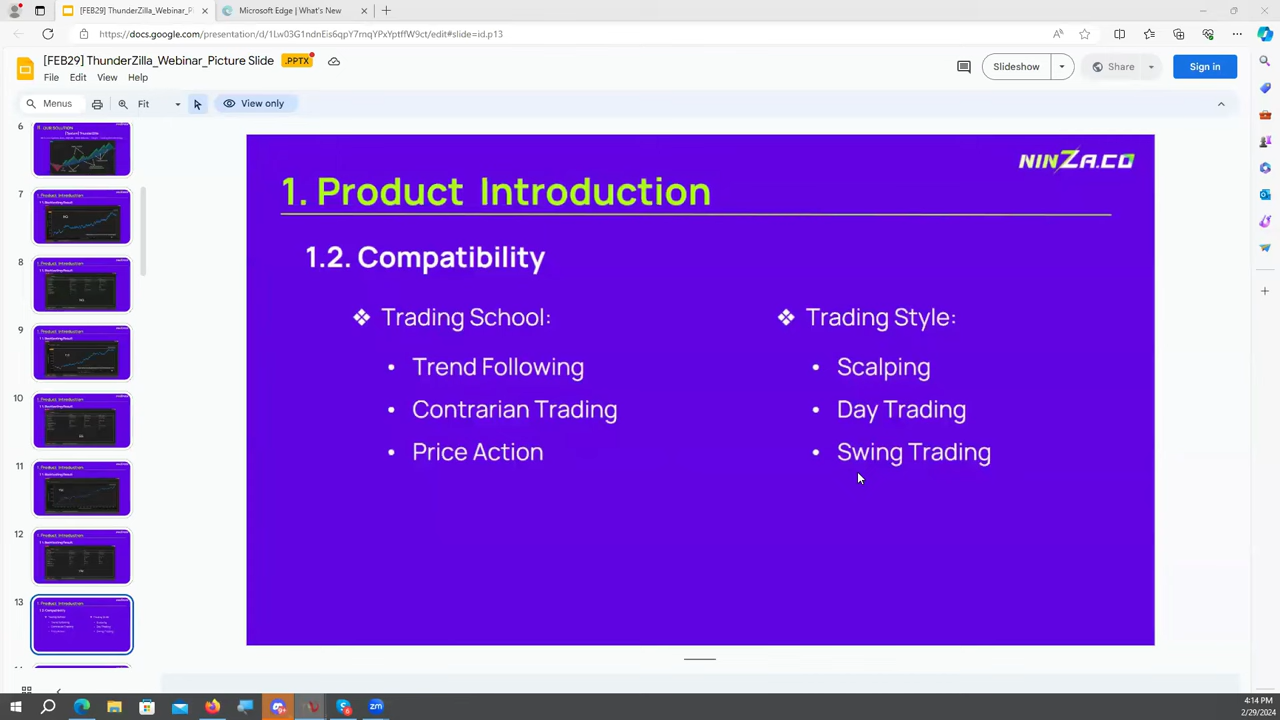 [FEB29] ThunderZilla_Webinar_Pi
Microsoft Edge | What's New
https://docs.google.com/presentation/d/1Lw03G1ndnEis6qpY7mqYPxYptffW9ct/edit#slide=id.p13
[FEB29] ThunderZilla_Webinar_Picture Slide
.PPTX
File Edit View Help
Slideshow
Share
Sign in
Menus
Fit
View only
6
7
8
9
10
11
12
13
1. Product Introduction
NINZA.CO
1.2. Compatibility
❖ Trading School:
• Trend Following
• Contrarian Trading
• Price Action
❖ Trading Style:
• Scalping
• Day Trading
• Swing Trading
4:14 PM
2/29/2024